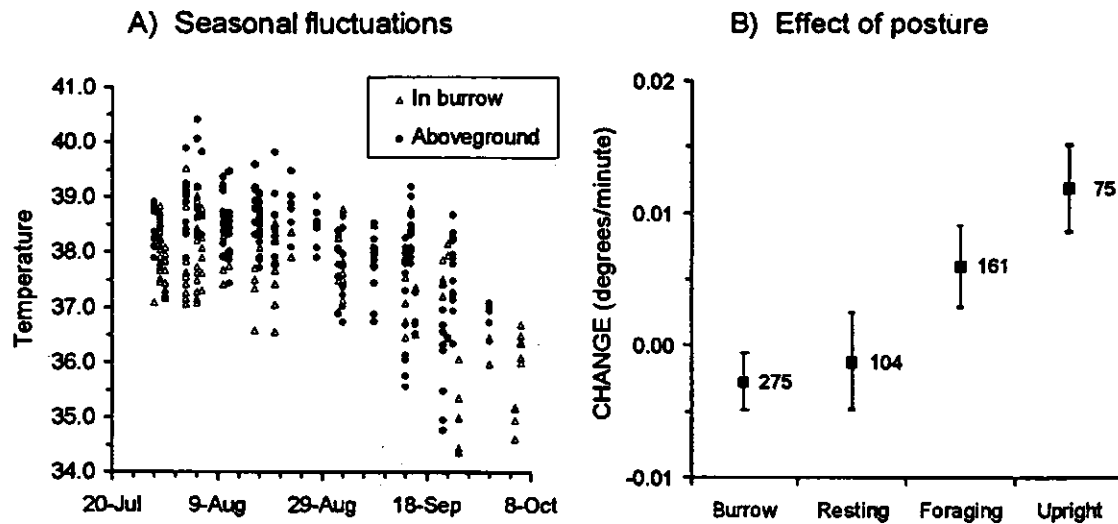 A) Seasonal fluctuations
41.0
40.0
39.0
38.0
37.0
36.0
35.0
34.0
Temperature
In burrow
Aboveground
20-Jul 9-Aug 29-Aug 18-Sep 8-Oct
B) Effect of posture
0.02
0.01
0.00
-0.01
CHANGE (degrees/minute)
275
104
161
75
Burrow Resting Foraging Upright